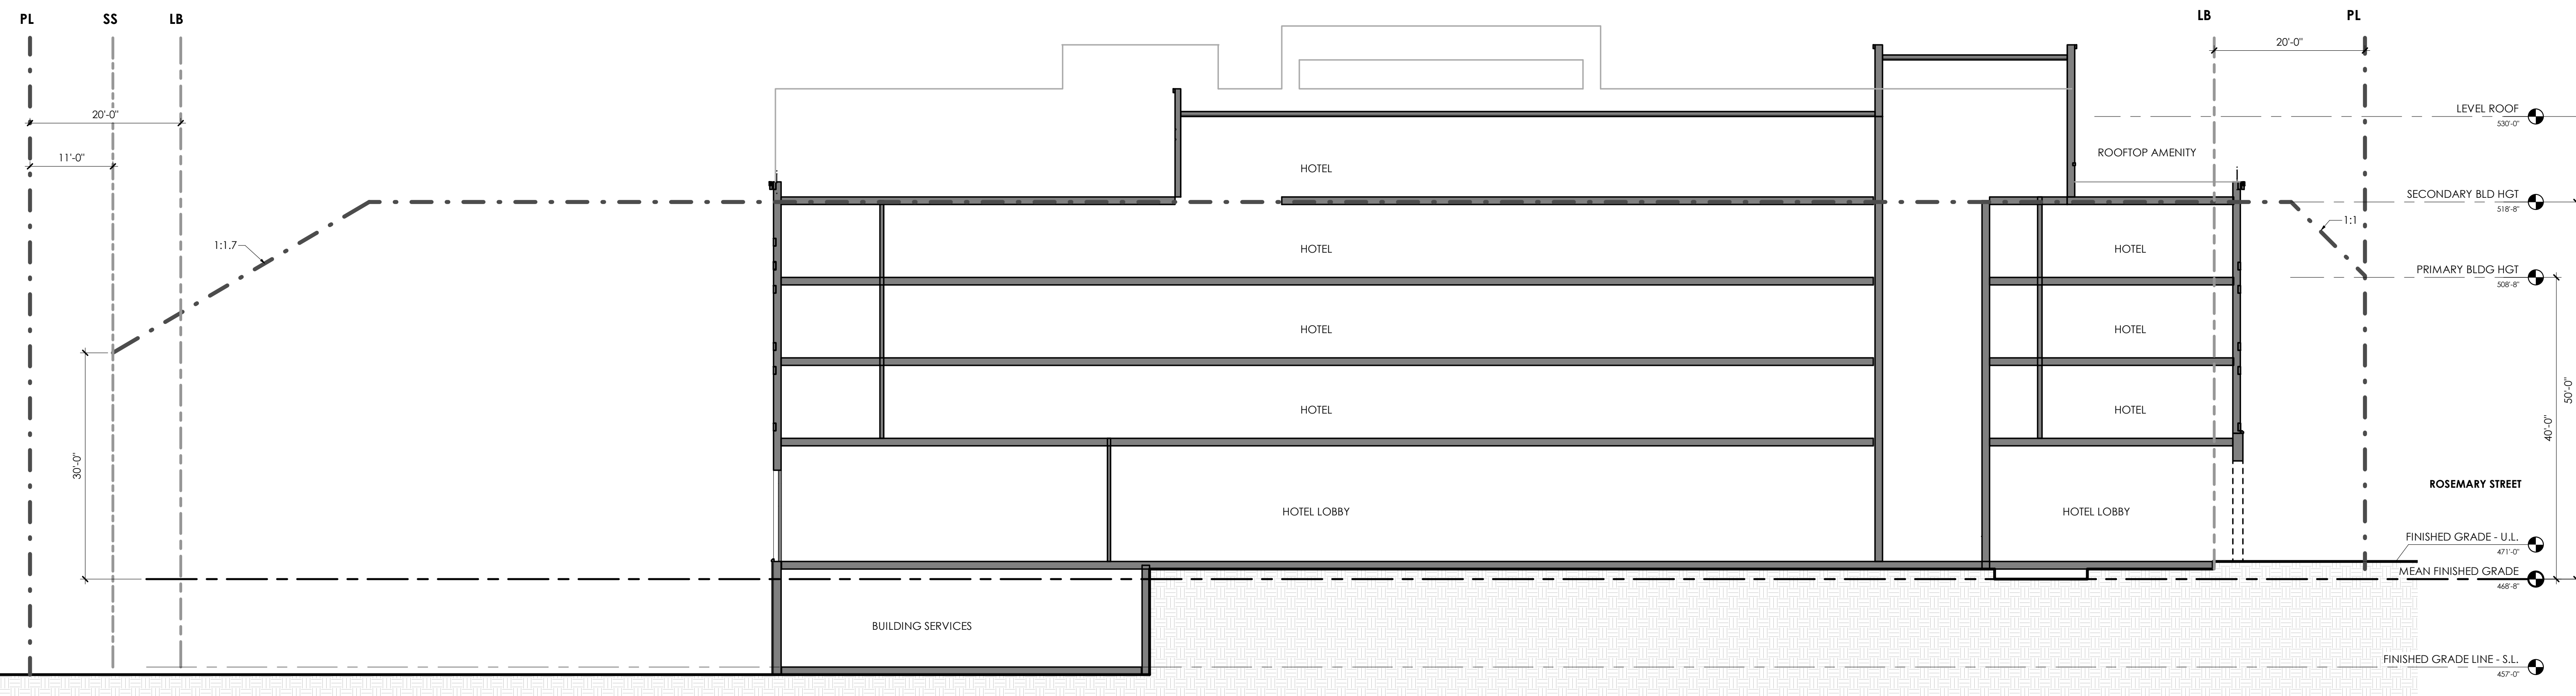 PL
SS
LB
LB
PL
20'-0"
20'-0"
11'-0"
LEVEL ROOF
530'-0"
ROOFTOP AMENITY
HOTEL
SECONDARY BLD HGT
518'-8"
1:1
1:1.7
HOTEL
HOTEL
PRIMARY BLDG HGT
508'-8"
HOTEL
HOTEL
50'-0"
HOTEL
HOTEL
40'-0"
30'-0"
ROSEMARY STREET
HOTEL LOBBY
HOTEL LOBBY
FINISHED GRADE - U.L.
471'-0"
MEAN FINISHED GRADE
468'-8"
BUILDING SERVICES
FINISHED GRADE LINE - S.L.
457'-0"